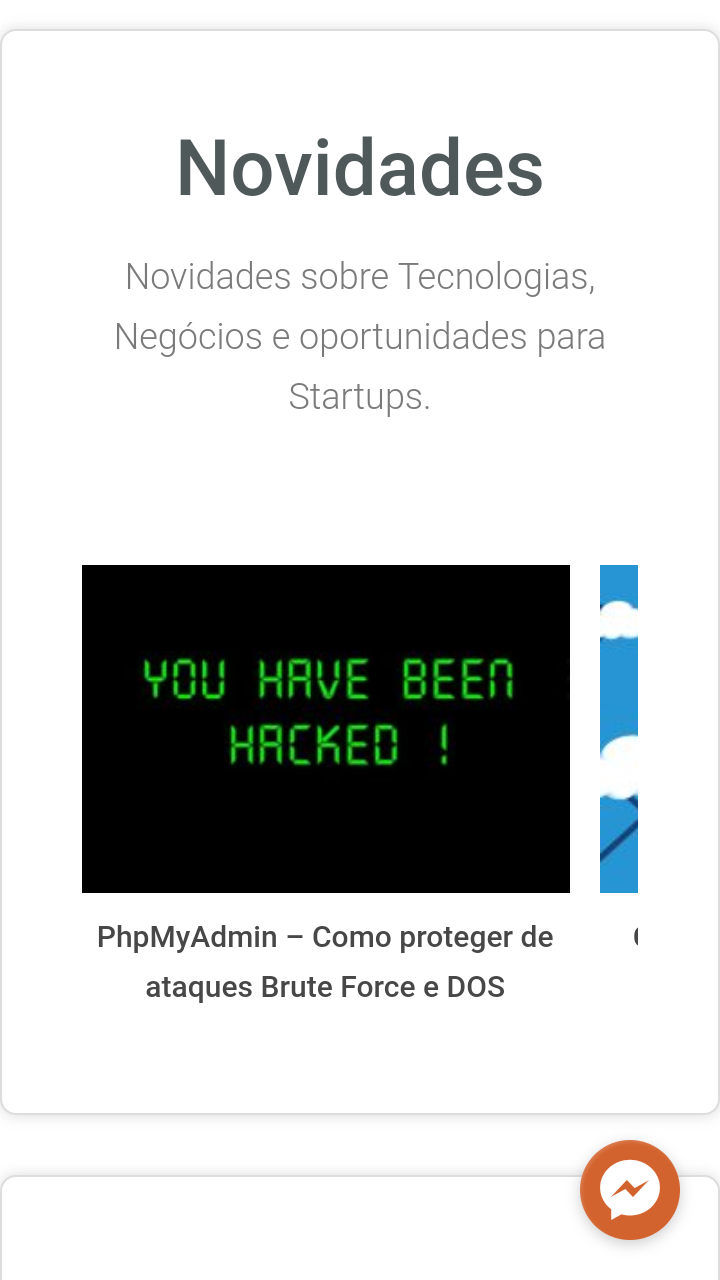 Novidades
Novidades sobre Tecnologias,
Negócios e oportunidades para
Startups.
YOU HAVE BEEN
HACKED !
PhpMyAdmin – Como proteger de
ataques Brute Force e DOS